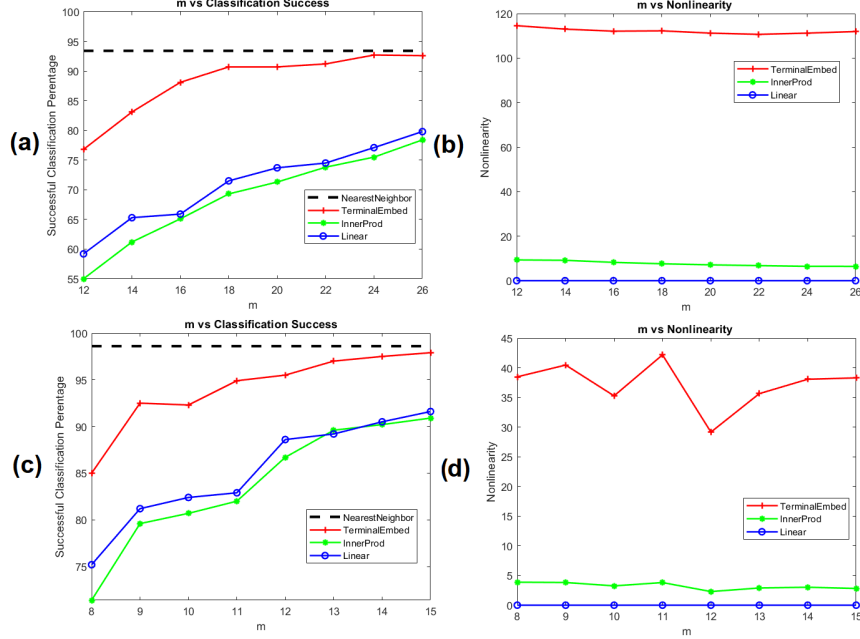 m vs Classification Success
100
95
90
85
80
75
70
65
60
55
12 14 16 18 20 22 24 26
m
Successful Classification Perentage
NearestNeighbor
TerminalEmbed
InnerProd
Linear
(a)
m vs Nonlinearity
120
100
80
60
40
20
0
12 14 16 18 20 22 24 26
m
Nonlinearity
TerminalEmbed
InnerProd
Linear
(b)
m vs Classification Success
100
95
90
85
80
75
8 9 10 11 12 13 14 15
m
Successful Classification Perentage
NearestNeighbor
TerminalEmbed
InnerProd
Linear
(c)
m vs Nonlinearity
45
40
35
30
25
20
15
10
5
0
8 9 10 11 12 13 14 15
m
Nonlinearity
TerminalEmbed
InnerProd
Linear
(d)